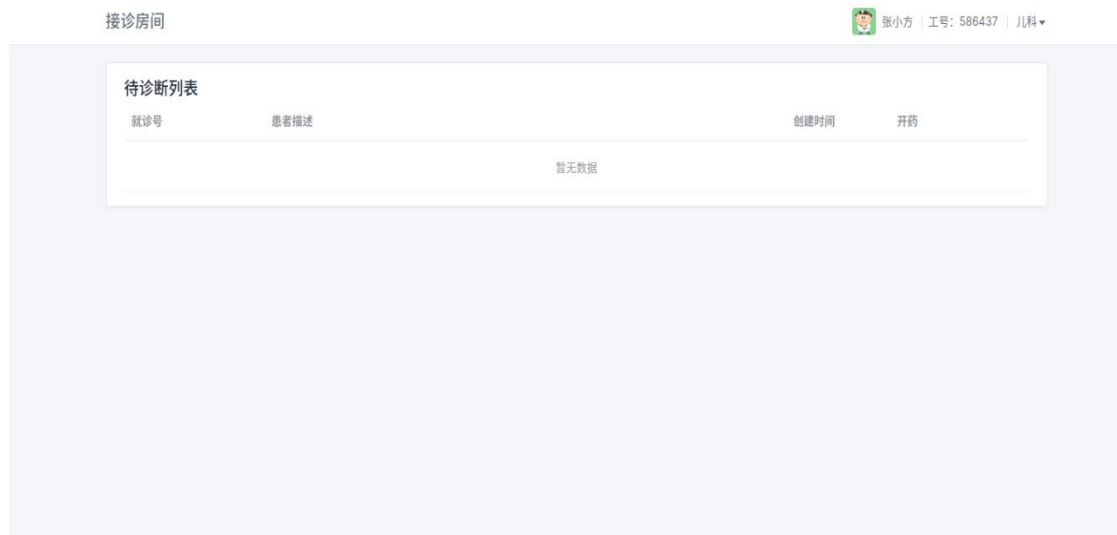 接诊房间
张小方 | 工号：586437 | 儿科
待诊断列表
就诊号 患者描述 创建时间 开药
暂无数据